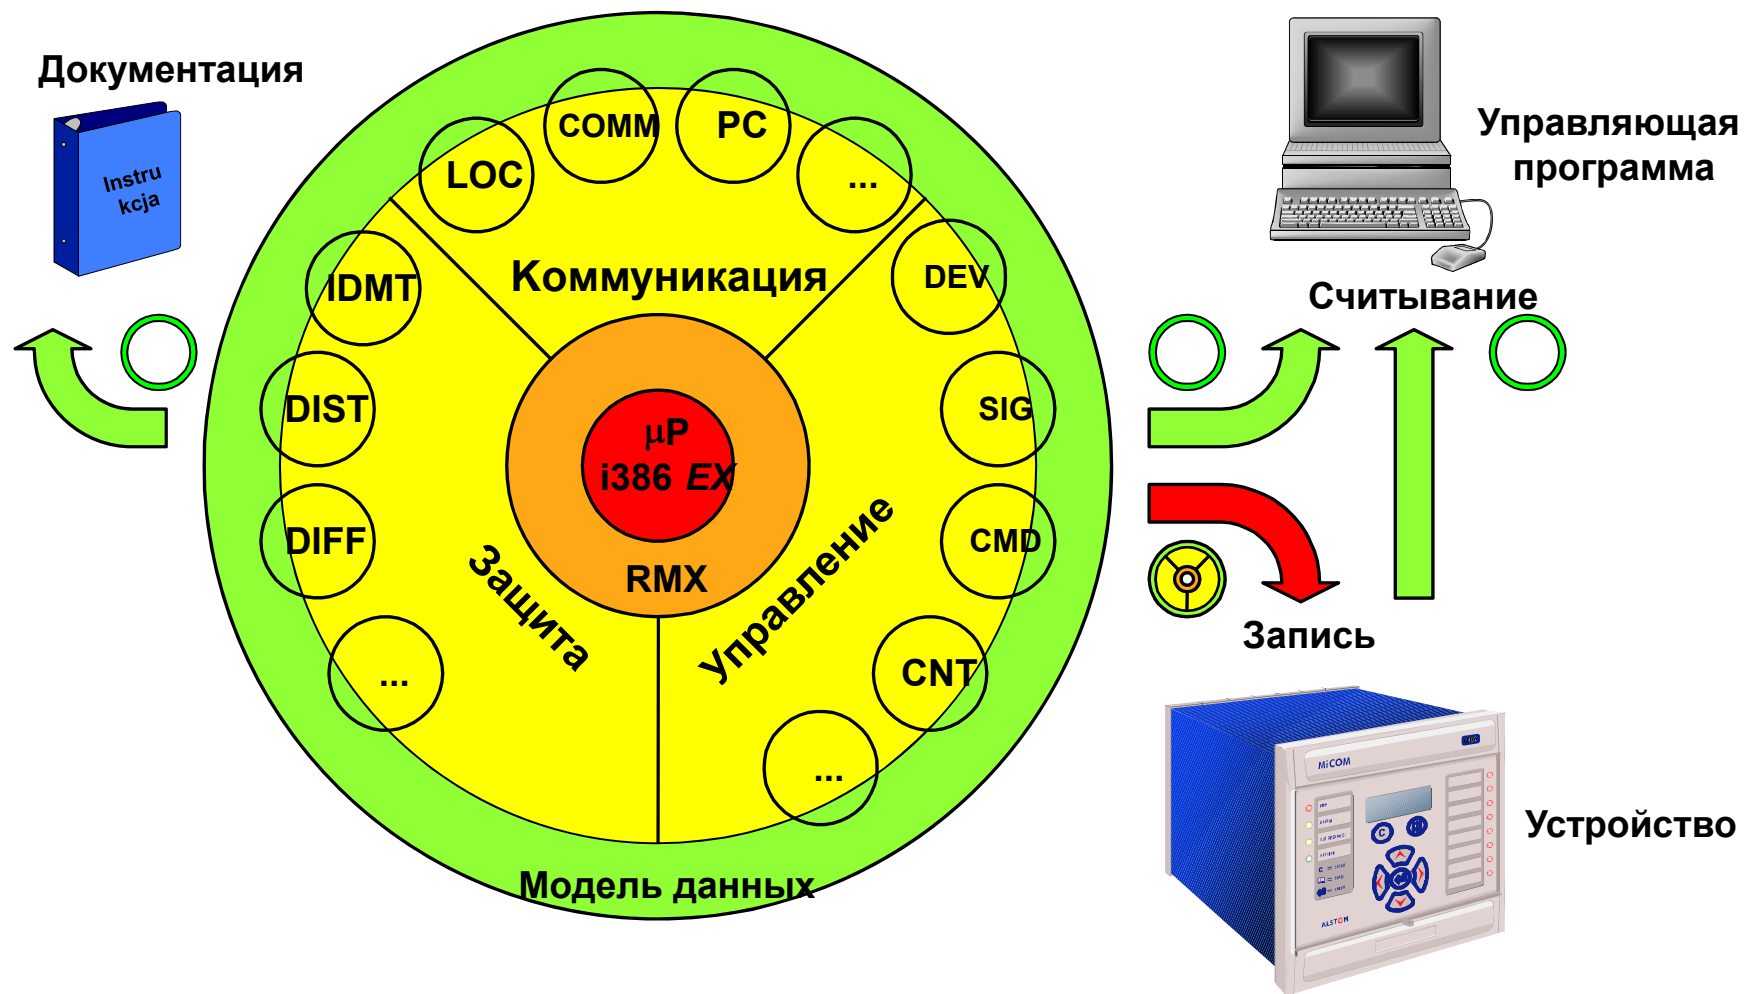 Документация
Instru
kcja
COMM
PC
LOC
...
IDMT
Коммуникация
DEV
DIST
SIG
μP
i386 EX
DIFF
CMD
RMX
Защита
Управление
...
CNT
...
Модель данных
Управляющая
программа
Считывание
Запись
MiCOM
C
C =
ALSTOM
Устройство